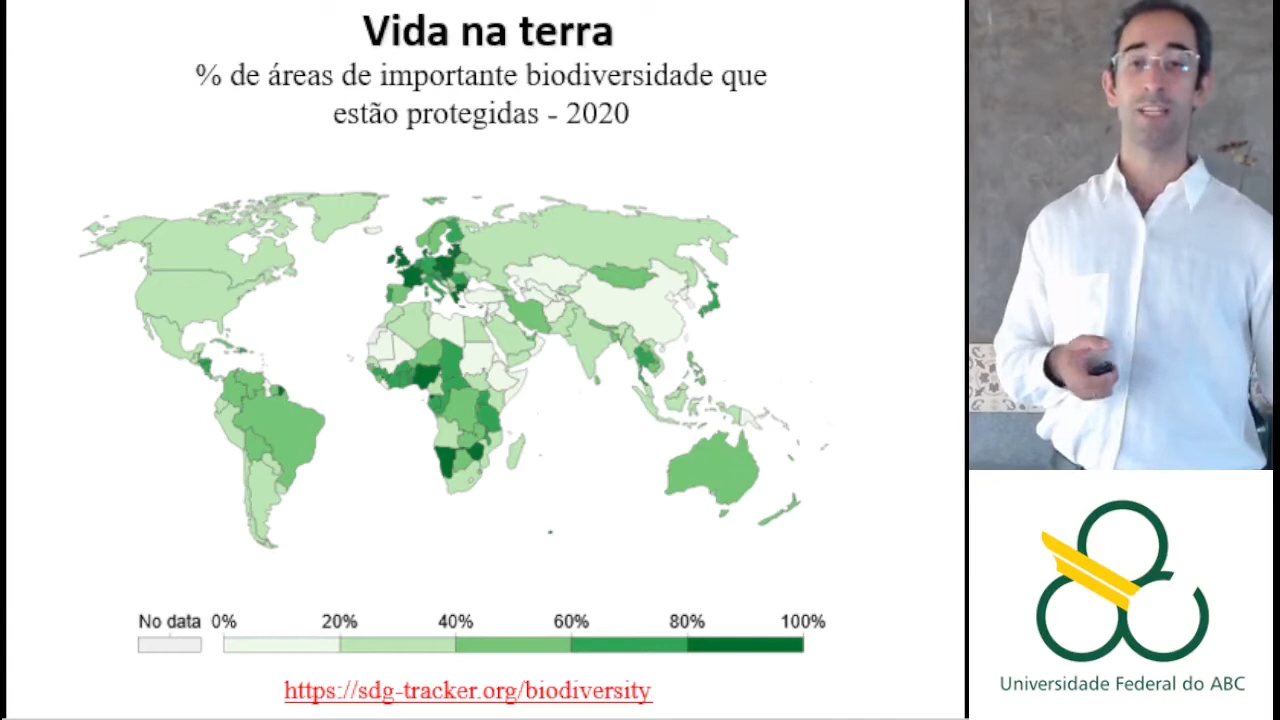 Vida na terra
% de áreas de importante biodiversidade que
estão protegidas - 2020
No data 0% 20% 40% 60% 80% 100%
https://sdg-tracker.org/biodiversity
Universidade Federal do ABC